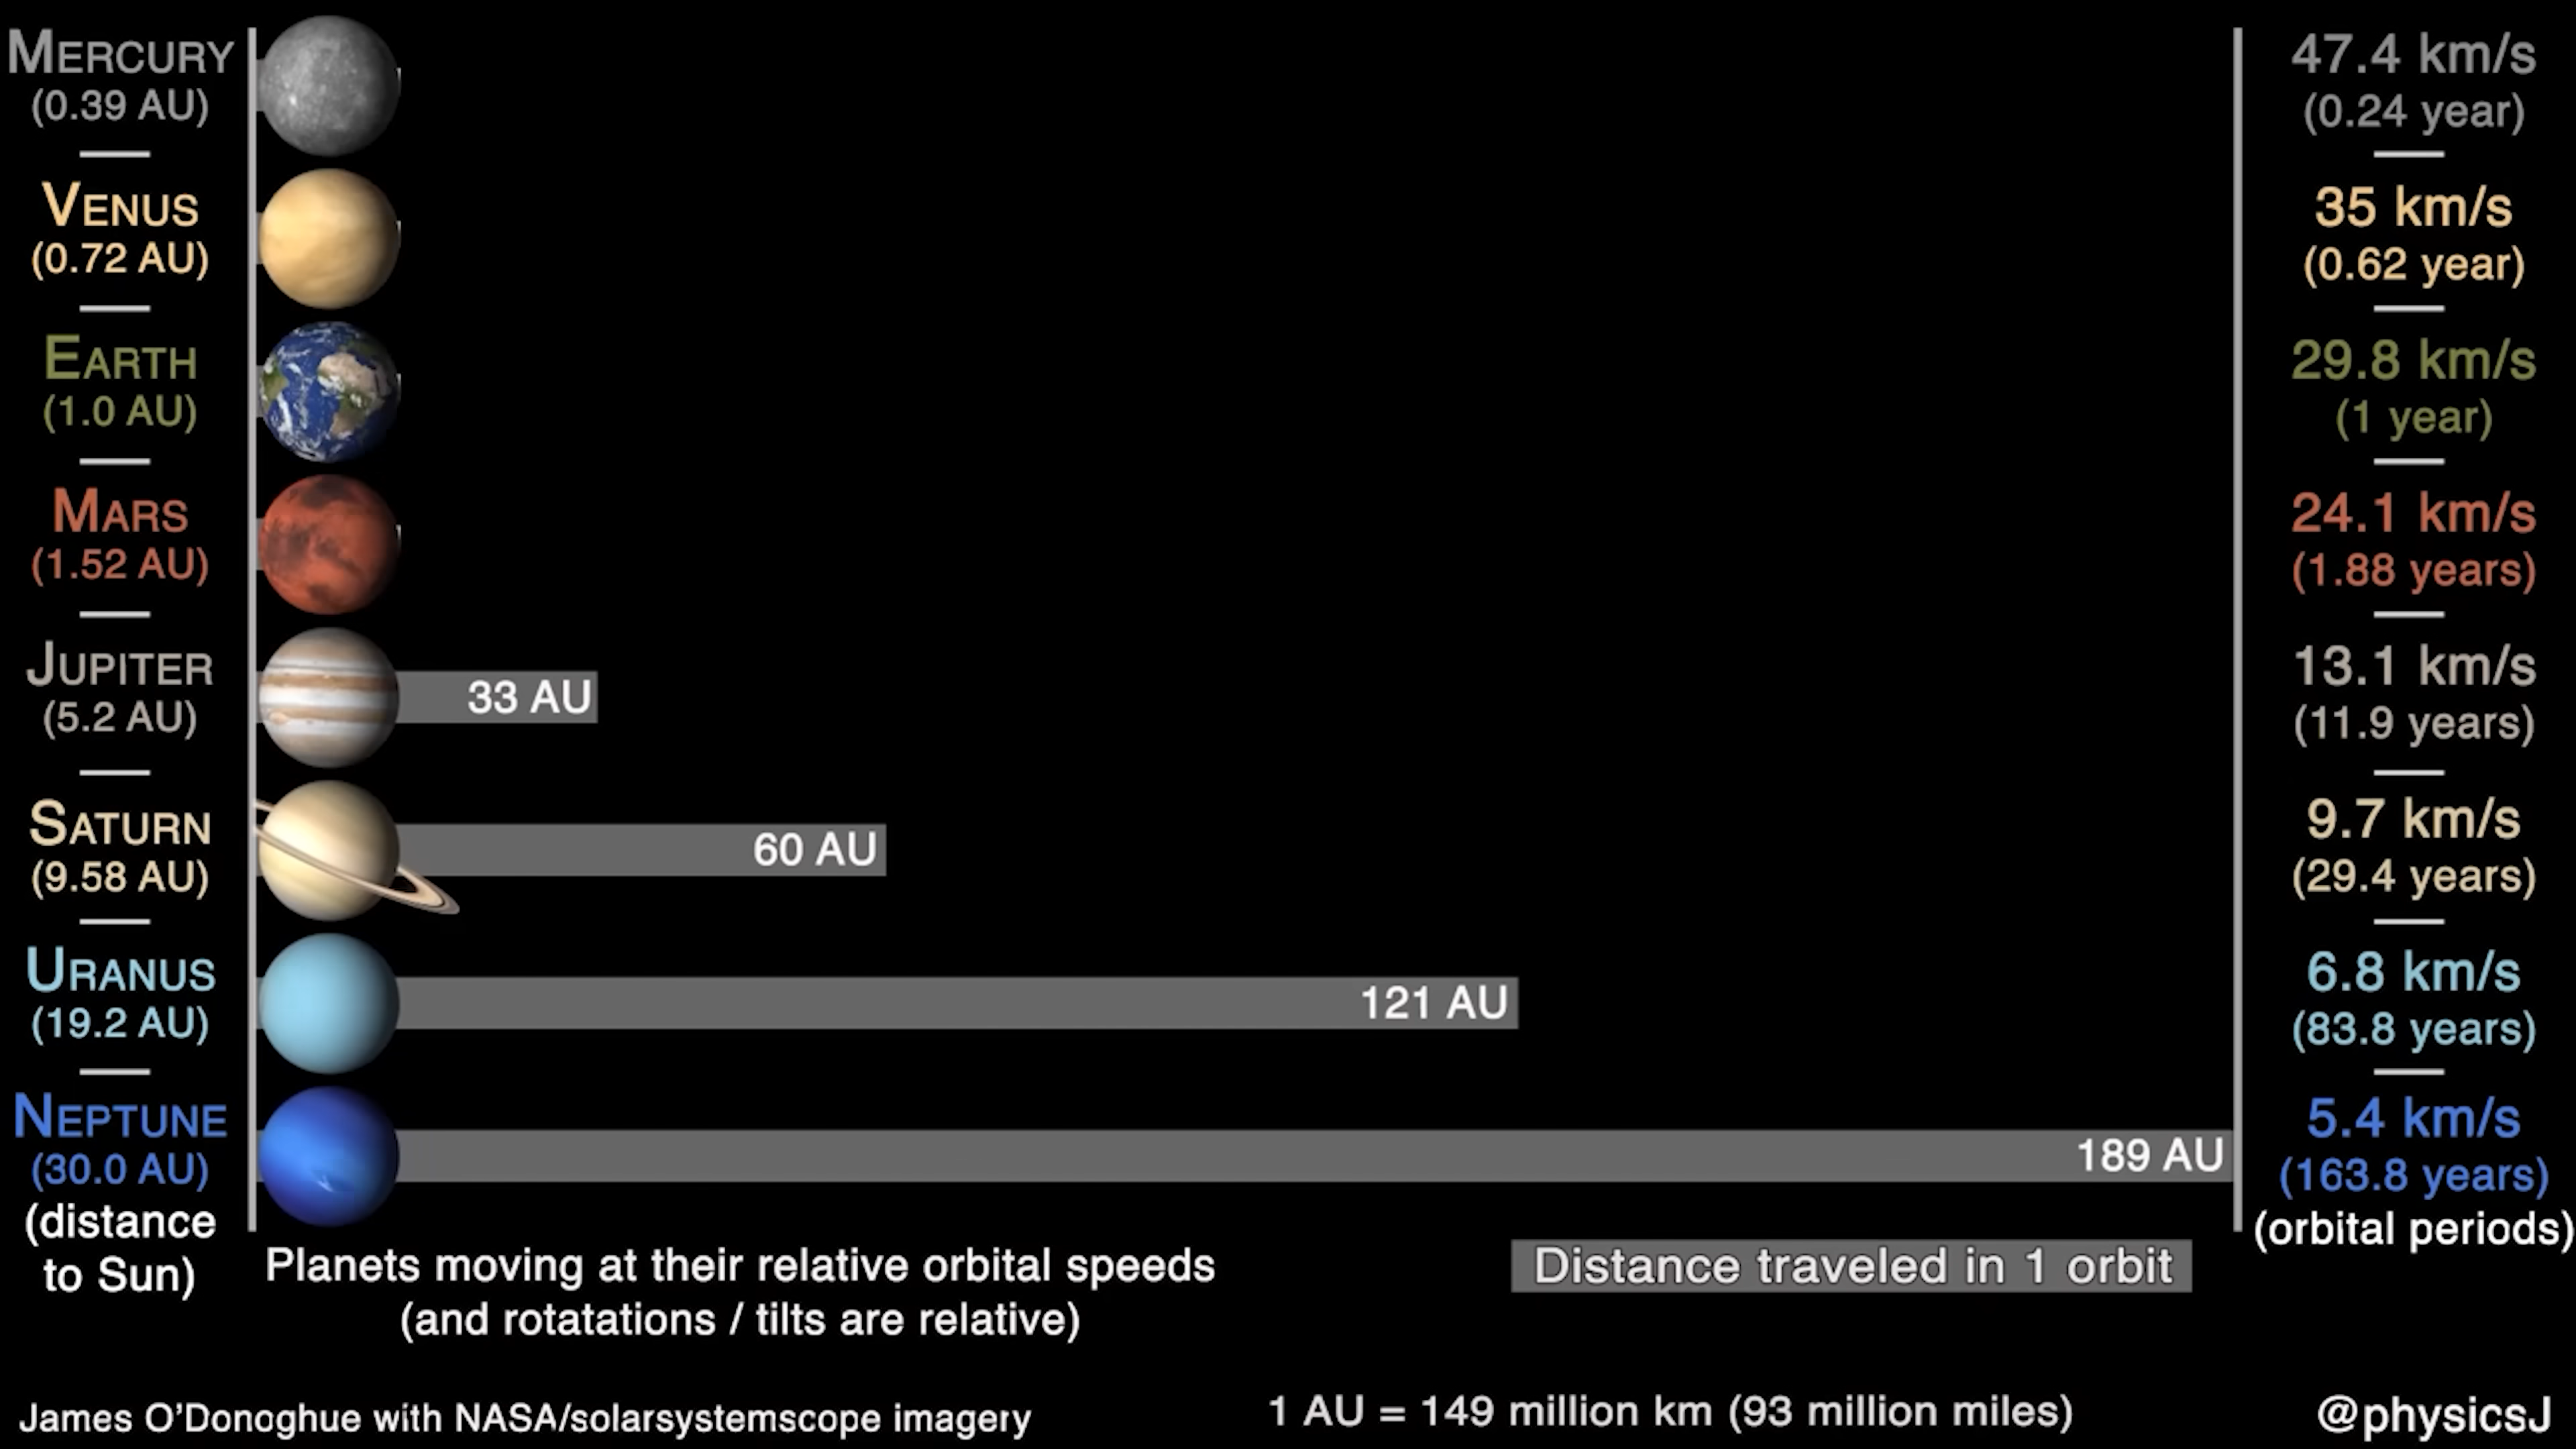 MERCURY
(0.39 AU)
47.4 km/s
(0.24 year)
VENUS
(0.72 AU)
35 km/s
(0.62 year)
EARTH
(1.0 AU)
29.8 km/s
(1 year)
MARS
(1.52 AU)
24.1 km/s
(1.88 years)
JUPITER
(5.2 AU)
33 AU
13.1 km/s
(11.9 years)
SATURN
(9.58 AU)
60 AU
9.7 km/s
(29.4 years)
URANUS
(19.2 AU)
121 AU
6.8 km/s
(83.8 years)
NEPTUNE
(30.0 AU)
189 AU
5.4 km/s
(163.8 years)
(distance
to Sun)
(orbital periods)
Planets moving at their relative orbital speeds
(and rotatations / tilts are relative)
Distance traveled in 1 orbit
James O'Donoghue with NASA/solarsystemscope imagery
1 AU = 149 million km (93 million miles)
@physicsJ